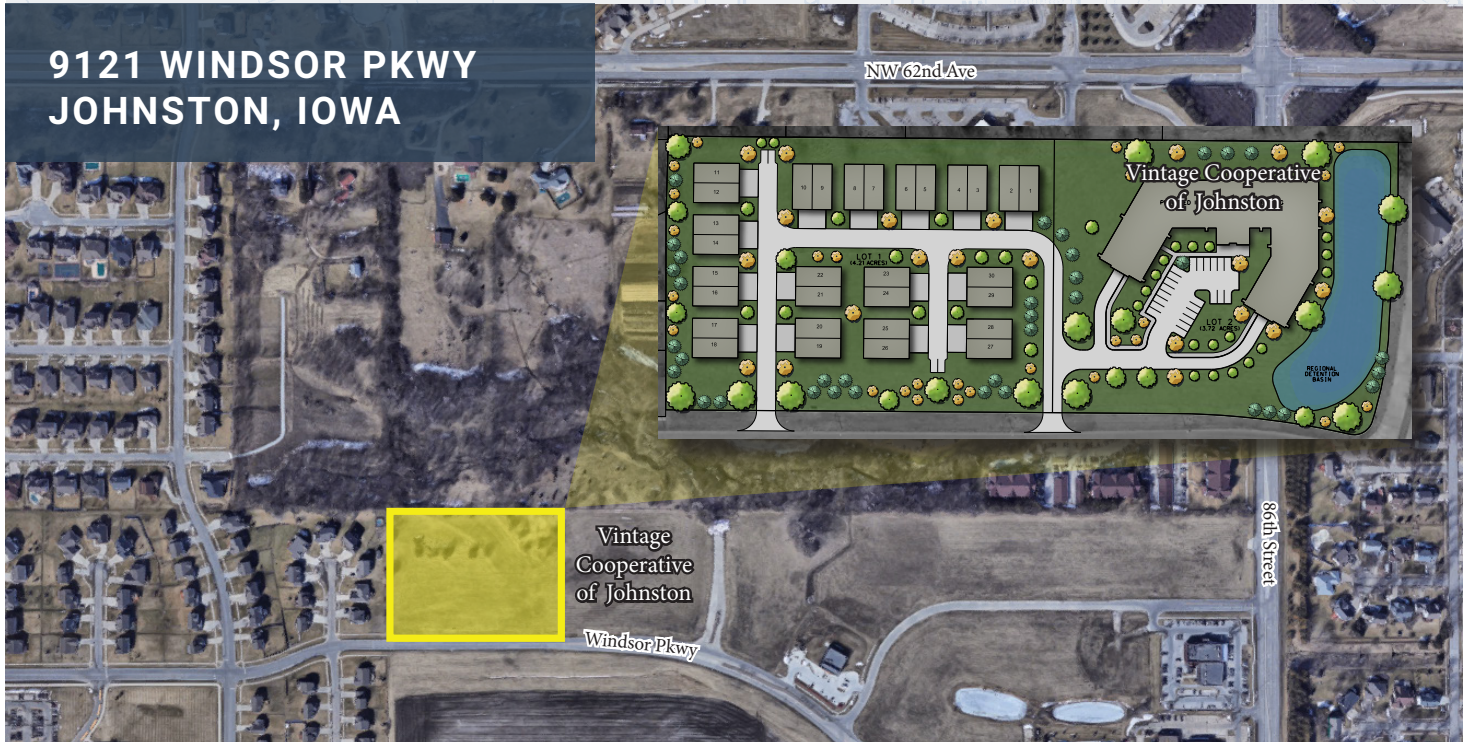 9121 WINDSOR PKWY
JOHNSTON, IOWA
NW 62nd Ave
Vintage Cooperative
of Johnston
11
12
10 9
8 7
6 5
4 3
2 1
13
14
LOT 1
(4.21 ACRES)
15
16
22
21
23
24
30
29
17
18
20
19
25
26
28
27
LOT 2
(3.72 ACRES)
REGIONAL
DETENTION
BASIN
Vintage
Cooperative
of Johnston
86th Street
Windsor Pkwy